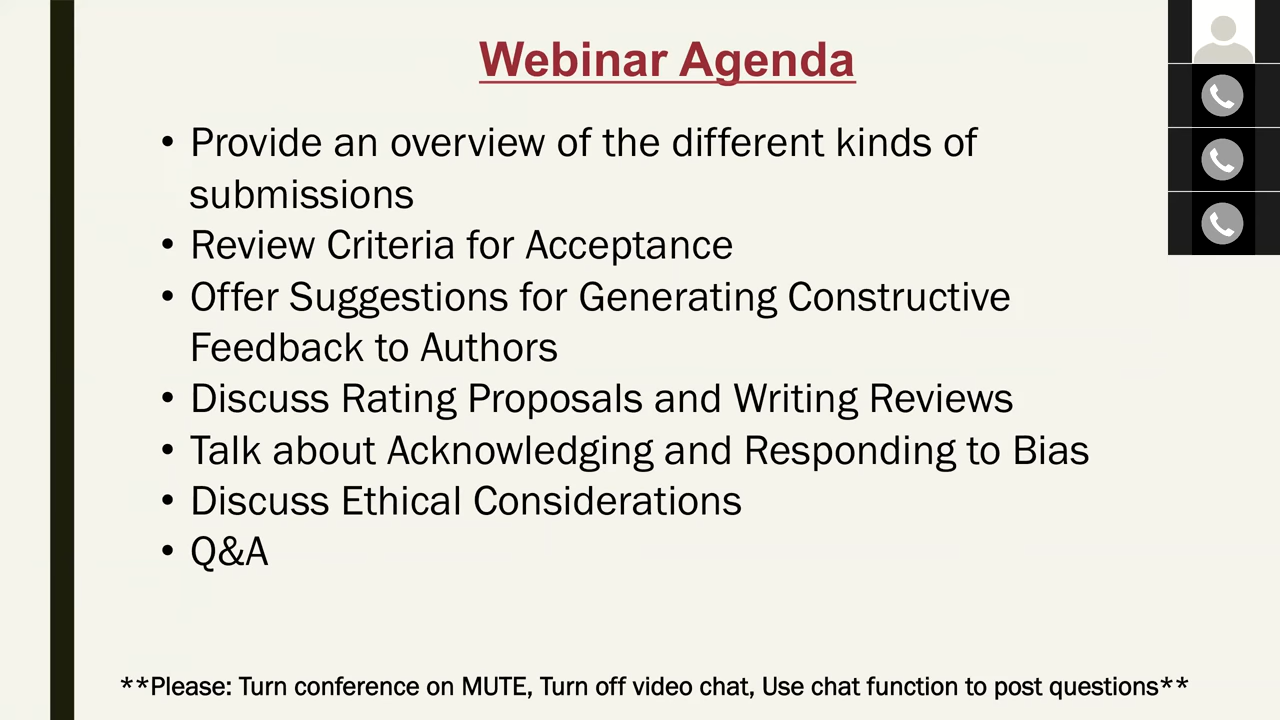 Webinar Agenda
• Provide an overview of the different kinds of
submissions
• Review Criteria for Acceptance
• Offer Suggestions for Generating Constructive
Feedback to Authors
• Discuss Rating Proposals and Writing Reviews
• Talk about Acknowledging and Responding to Bias
• Discuss Ethical Considerations
• Q&A
**Please: Turn conference on MUTE, Turn off video chat, Use chat function to post questions**